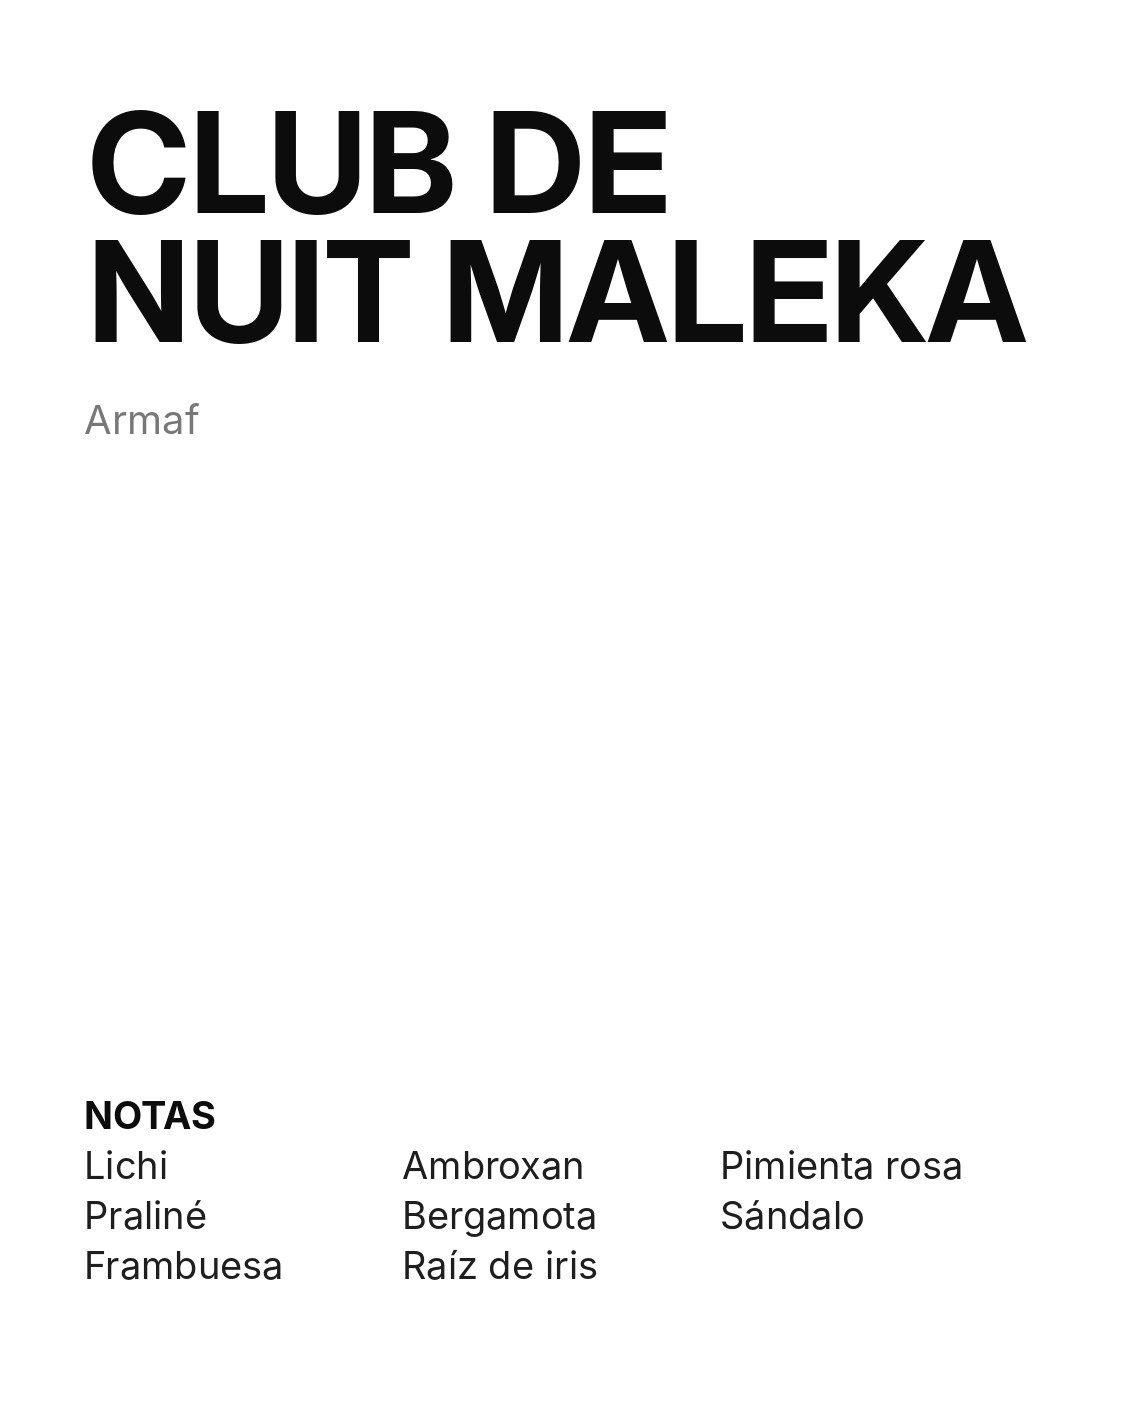 CLUB DE
NUIT MALEKA
Armaf
NOTAS
Lichi
Praliné
Frambuesa
Ambroxan
Bergamota
Raíz de iris
Pimienta rosa
Sándalo